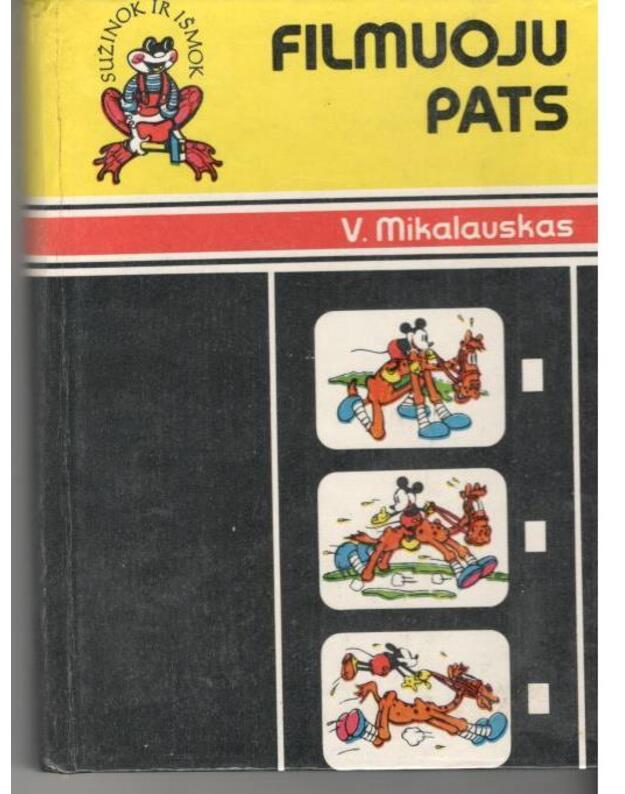 SUŽINOK IR IŠMOK
FILMUOJU
PATS
V. Mikalauskas